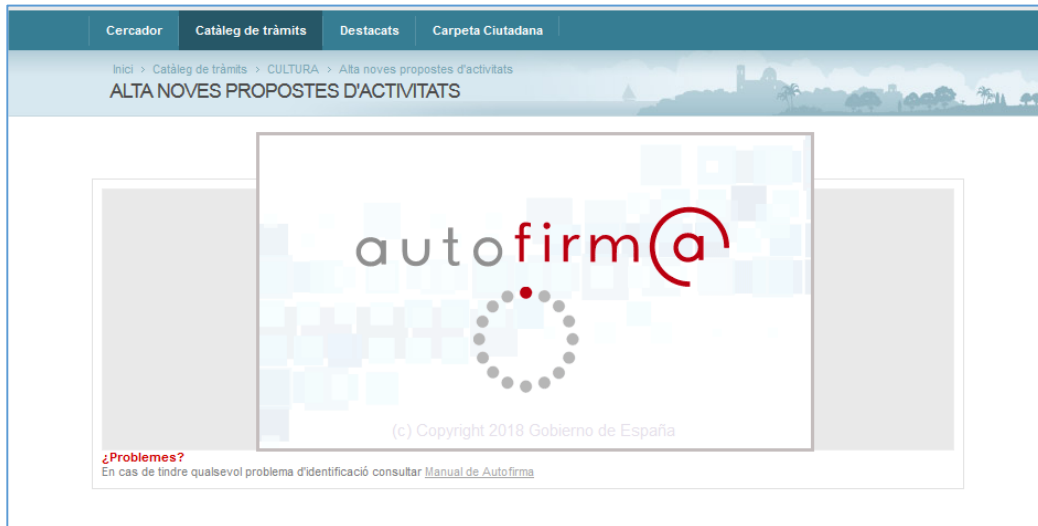 Cercador Catàleg de tràmits Destacats Carpeta Ciutadana
Inici > Catàleg de tràmits > CULTURA > Alta noves propostes d'activitats
ALTA NOVES PROPOSTES D'ACTIVITATS
autofirm@
(c) Copyright 2018 Gobierno de España
¿Problemes?
En cas de tindre qualsevol problema d'identificació consultar Manual de Autofirma